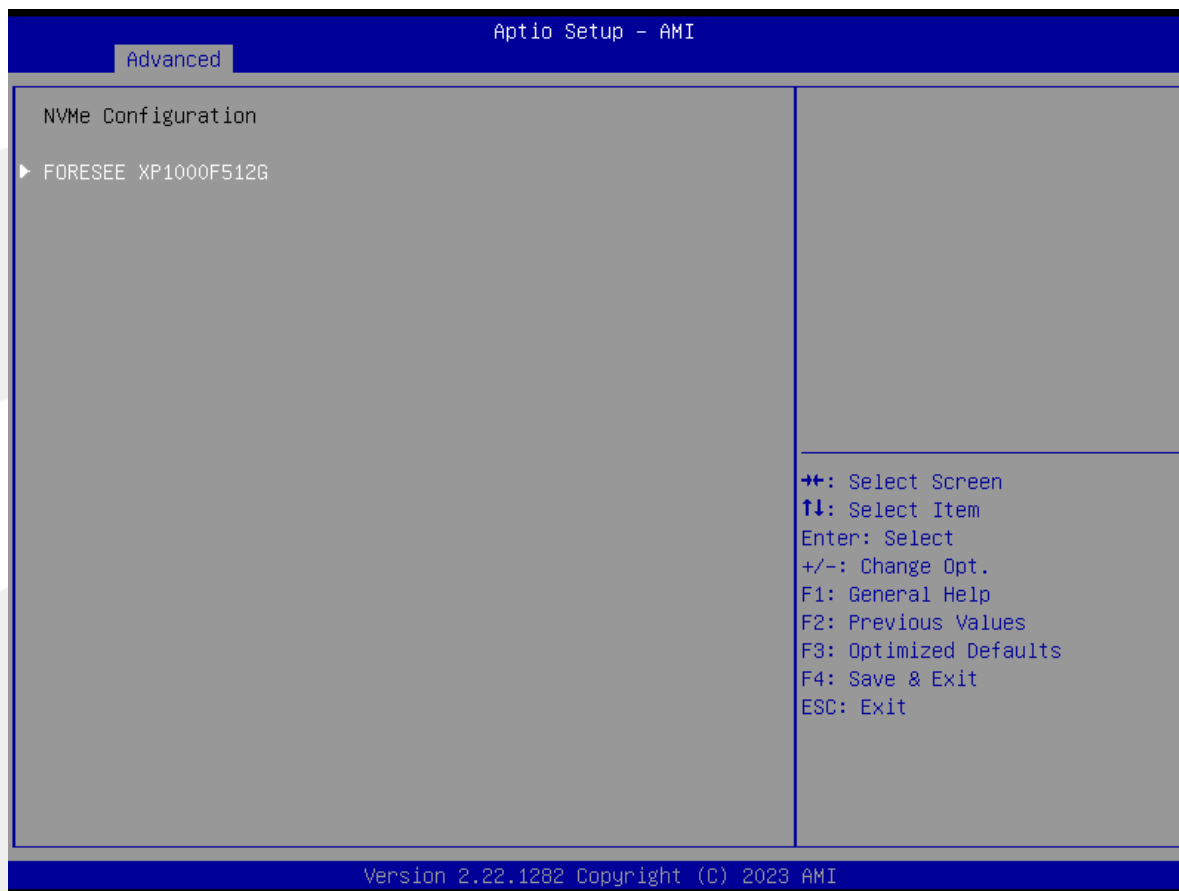 Aptio Setup – AMI
Advanced
NVMe Configuration
▶ FORESEE XP1000F512G
→←: Select Screen
↑↓: Select Item
Enter: Select
+/-: Change Opt.
F1: General Help
F2: Previous Values
F3: Optimized Defaults
F4: Save & Exit
ESC: Exit
Version 2.22.1282 Copyright (C) 2023 AMI